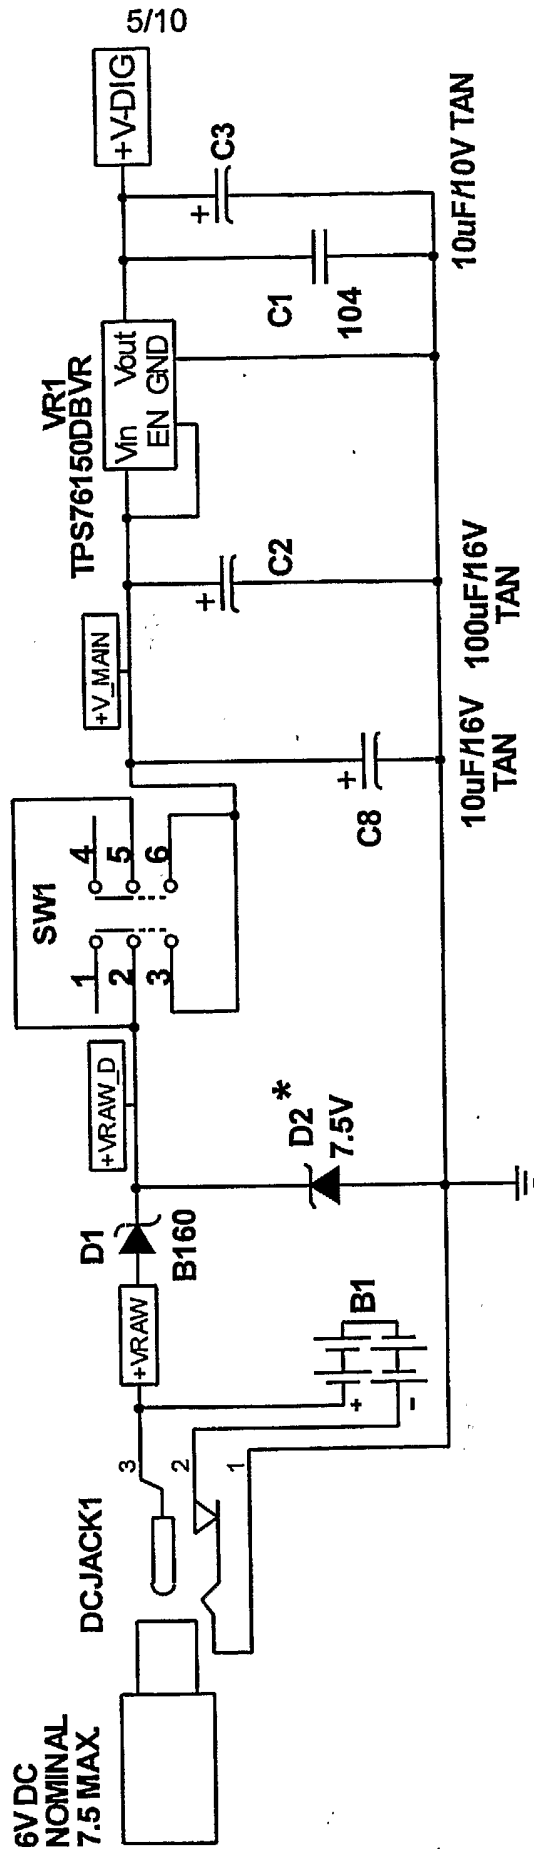 5/10
6V DC
NOMINAL
7.5 MAX.
DCJACK1
3
2
1
+VRAW
+
-
B1
D1
B160
D2 *
7.5V
+VRAW_D
SW1
1
2
3
4
5
6
+V_MAIN
+
C8
10uF/16V
TAN
+
C2
100uF/16V
TAN
VR1
TPS76150DBVR
Vin Vout
EN GND
C1
104
+
C3
10uF/10V TAN
+V-DIG